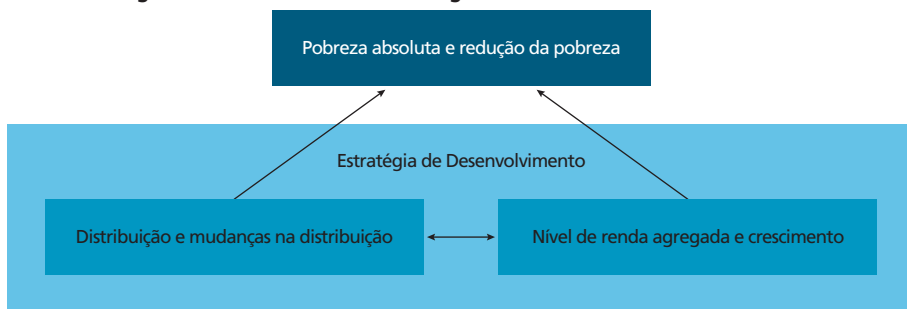 Pobreza absoluta e redução da pobreza
Estratégia de Desenvolvimento
Distribuição e mudanças na distribuição
Nível de renda agregada e crescimento